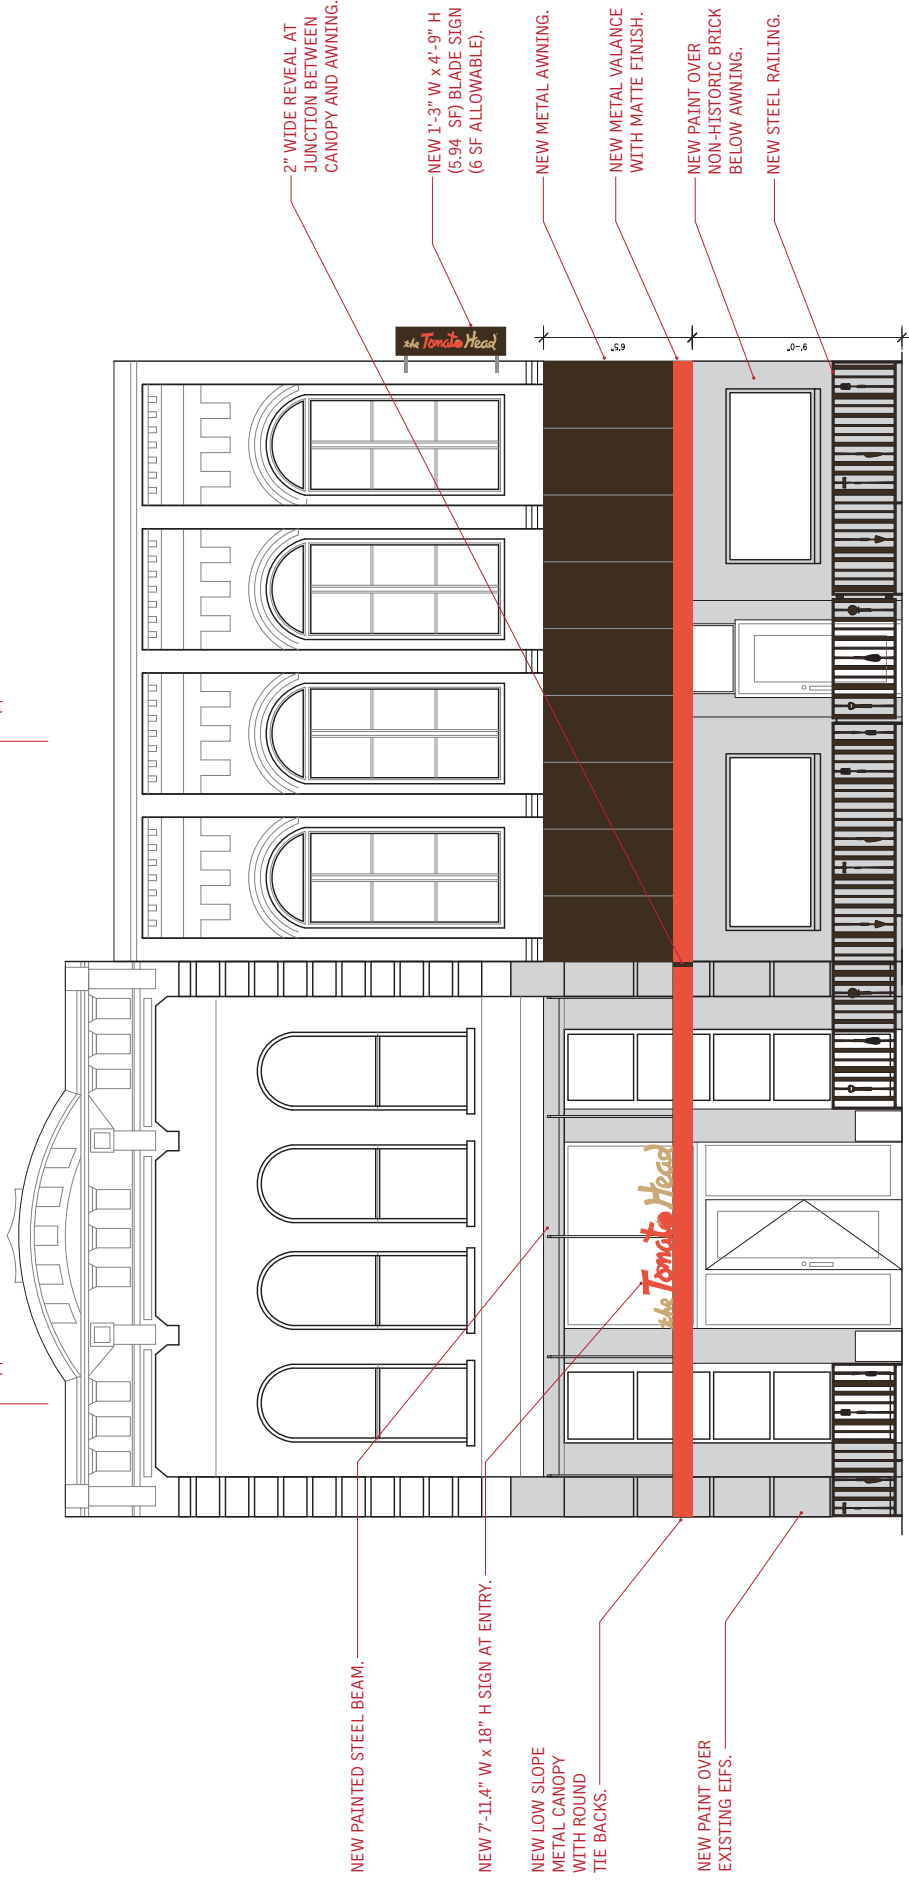 2” WIDE REVEAL AT
JUNCTION BETWEEN
CANOPY AND AWNING.
NEW 1'-3” W x 4'-9” H
(5.94 SF) BLADE SIGN
(6 SF ALLOWABLE).
NEW METAL AWNING.
NEW METAL VALANCE
WITH MATTE FINISH.
NEW PAINT OVER
NON-HISTORIC BRICK
BELOW AWNING.
NEW STEEL RAILING.
the Tomato Head
6'5"
9'-0"
the Tomato Head
NEW PAINTED STEEL BEAM.
NEW 7'-11.4” W x 18” H SIGN AT ENTRY.
NEW LOW SLOPE
METAL CANOPY
WITH ROUND
TIE BACKS.
NEW PAINT OVER
EXISTING EIFS.